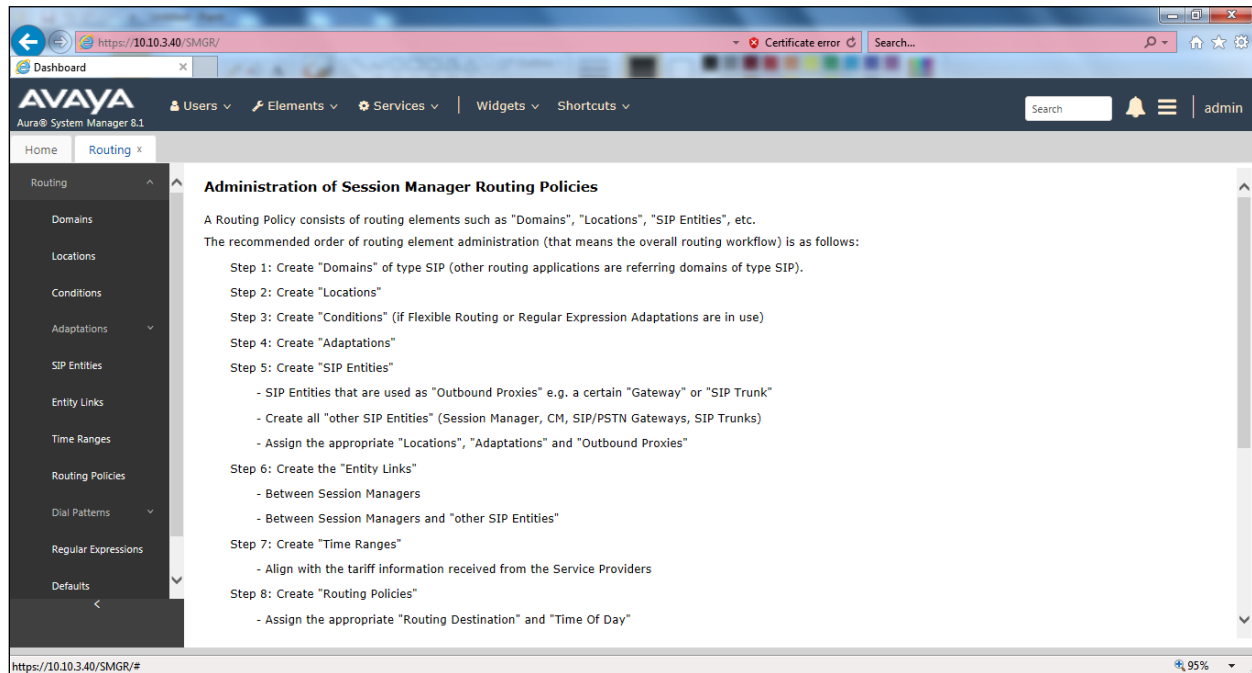 https://10.10.3.40/SMGR/
Certificate error
Search...
Dashboard
AVAYA
Aura® System Manager 8.1
Users
Elements
Services
Widgets
Shortcuts
Search
admin
Home
Routing x
Routing
Domains
Locations
Conditions
Adaptations
SIP Entities
Entity Links
Time Ranges
Routing Policies
Dial Patterns
Regular Expressions
Defaults
Administration of Session Manager Routing Policies
A Routing Policy consists of routing elements such as "Domains", "Locations", "SIP Entities", etc.
The recommended order of routing element administration (that means the overall routing workflow) is as follows:
Step 1: Create "Domains" of type SIP (other routing applications are referring domains of type SIP).
Step 2: Create "Locations"
Step 3: Create "Conditions" (if Flexible Routing or Regular Expression Adaptations are in use)
Step 4: Create "Adaptations"
Step 5: Create "SIP Entities"
- SIP Entities that are used as "Outbound Proxies" e.g. a certain "Gateway" or "SIP Trunk"
- Create all "other SIP Entities" (Session Manager, CM, SIP/PSTN Gateways, SIP Trunks)
- Assign the appropriate "Locations", "Adaptations" and "Outbound Proxies"
Step 6: Create the "Entity Links"
- Between Session Managers
- Between Session Managers and "other SIP Entities"
Step 7: Create "Time Ranges"
- Align with the tariff information received from the Service Providers
Step 8: Create "Routing Policies"
- Assign the appropriate "Routing Destination" and "Time Of Day"
https://10.10.3.40/SMGR/#
95%